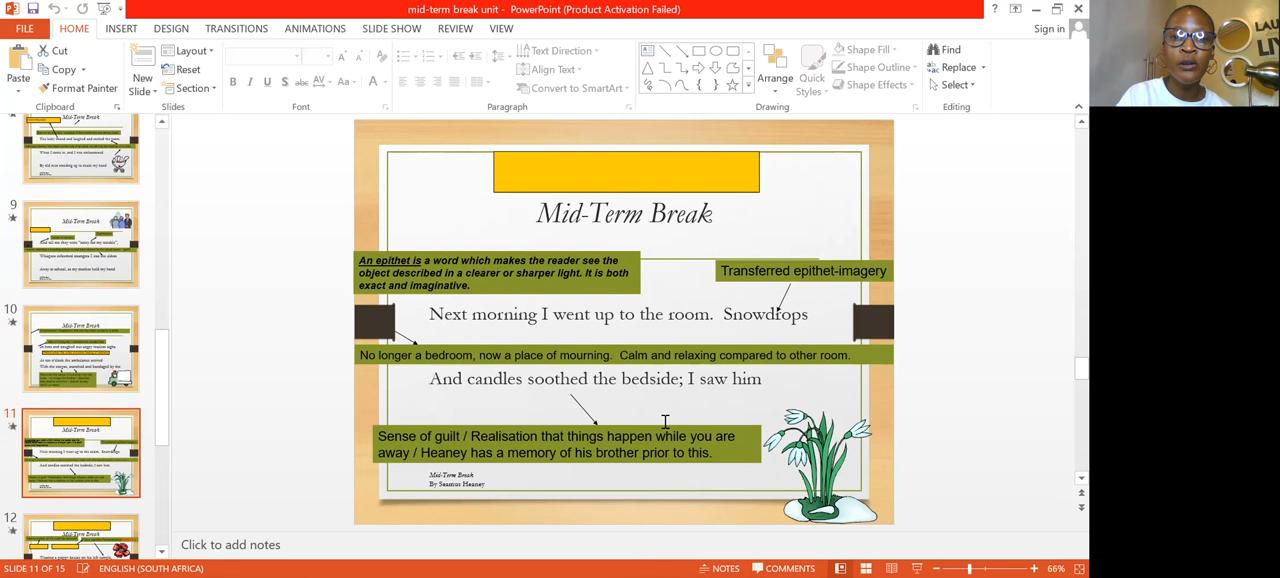 mid-term break unit - PowerPoint (Product Activation Failed)
FILE HOME INSERT DESIGN TRANSITIONS ANIMATIONS SLIDE SHOW REVIEW VIEW Sign in
Paste Cut Copy Format Painter
Clipboard
New Slide Layout Reset Section
Slides
Font
Text Direction Align Text Convert to SmartArt
Paragraph
Arrange Quick Styles Shape Fill Shape Outline Shape Effects
Drawing
Find Replace Select
Editing
9
10
11
12
Mid-Term Break
An epithet is a word which makes the reader see the
object described in a clearer or sharper light. It is both
exact and imaginative.
Transferred epithet-imagery
Next morning I went up to the room. Snowdrops
No longer a bedroom, now a place of mourning. Calm and relaxing compared to other room.
And candles soothed the bedside; I saw him
Sense of guilt / Realisation that things happen while you are
away / Heaney has a memory of his brother prior to this.
Mid-Term Break
By Seamus Heaney
Click to add notes
SLIDE 11 OF 15 ENGLISH (SOUTH AFRICA) NOTES COMMENTS 66%